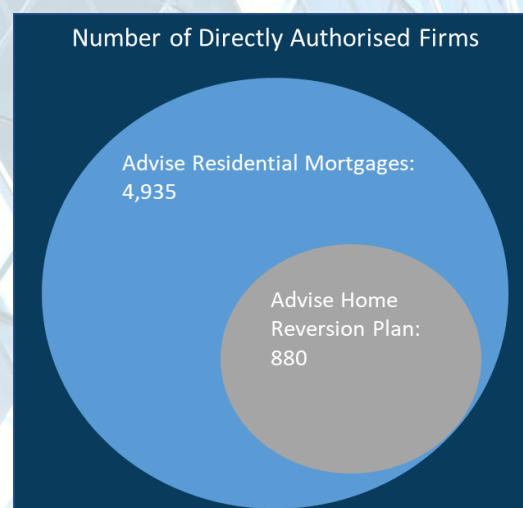 Number of Directly Authorised Firms
Advise Residential Mortgages:
4,935
Advise Home
Reversion Plan:
880